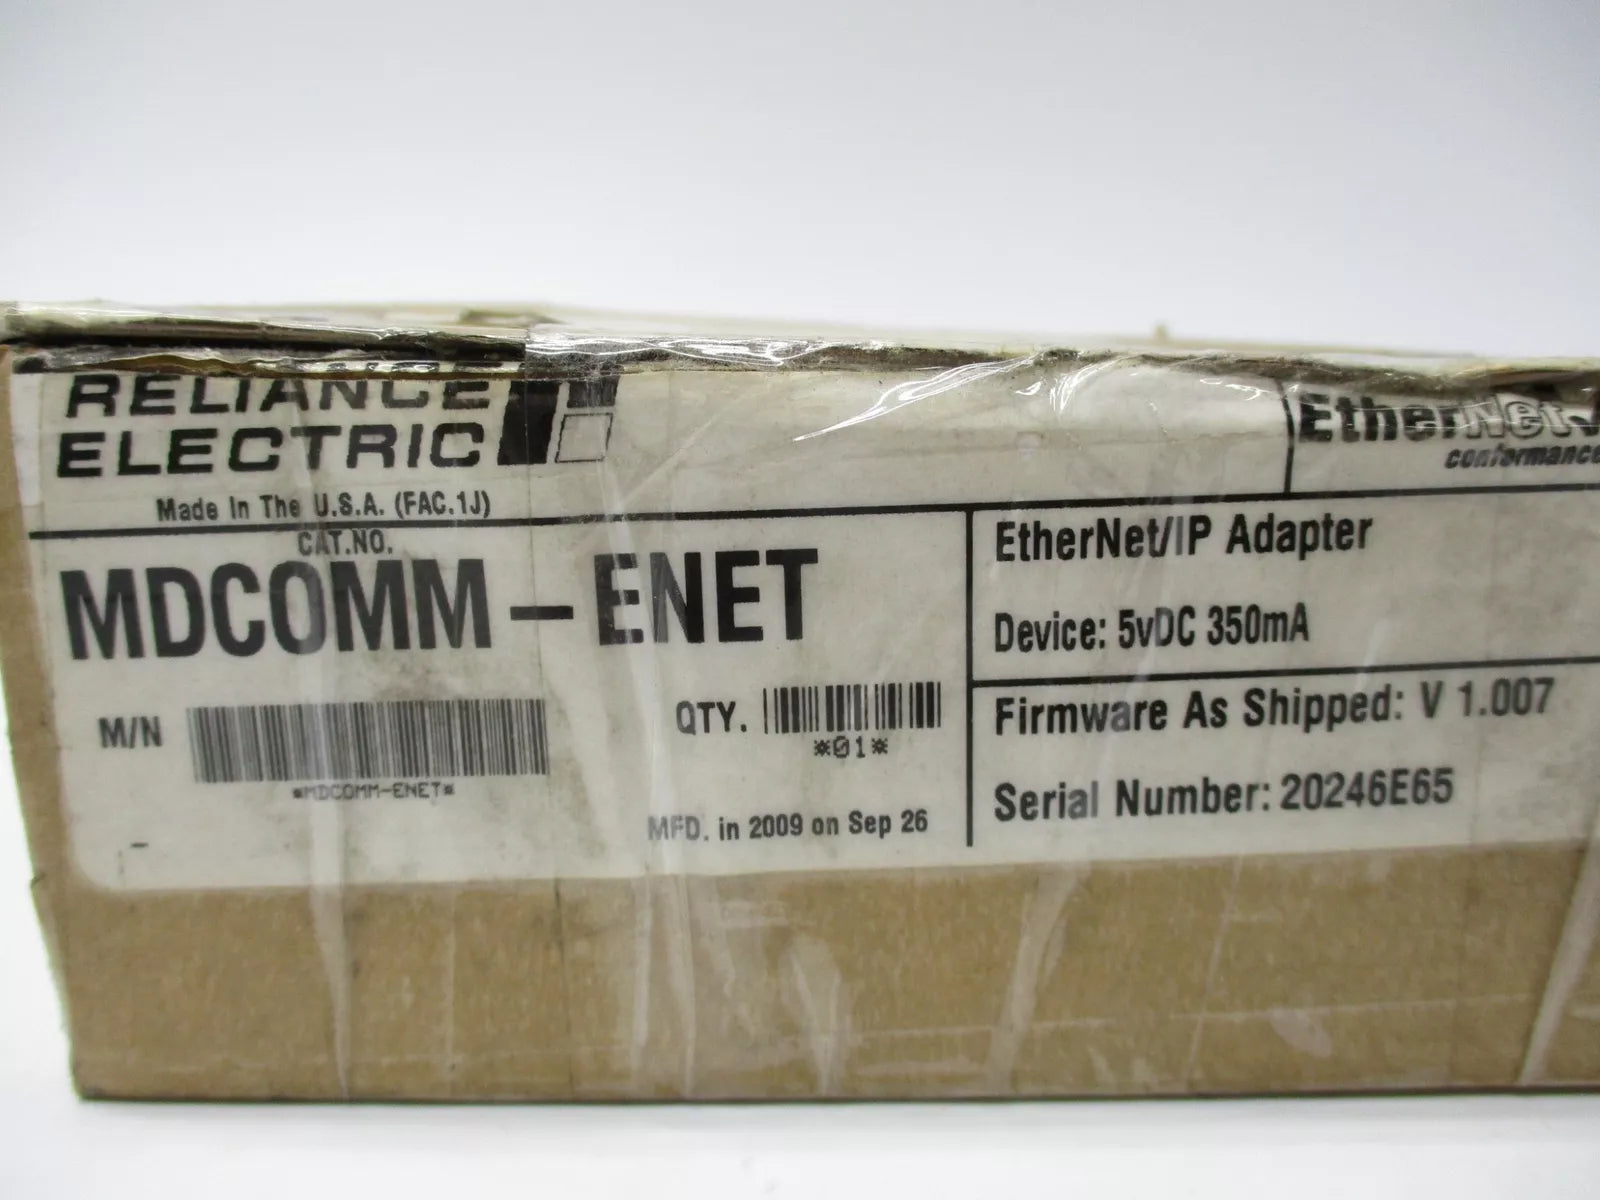 RELIANCE
ELECTRIC
Made In The U.S.A. (FAC.1J)
EtherNet
conformance
CAT.NO.
MDCOMM-ENET
M/N
*MDCOMM-ENET*
QTY.
*01*
MFD. in 2009 on Sep 26
EtherNet/IP Adapter
Device: 5vDC 350mA
Firmware As Shipped: V 1.007
Serial Number: 20246E65